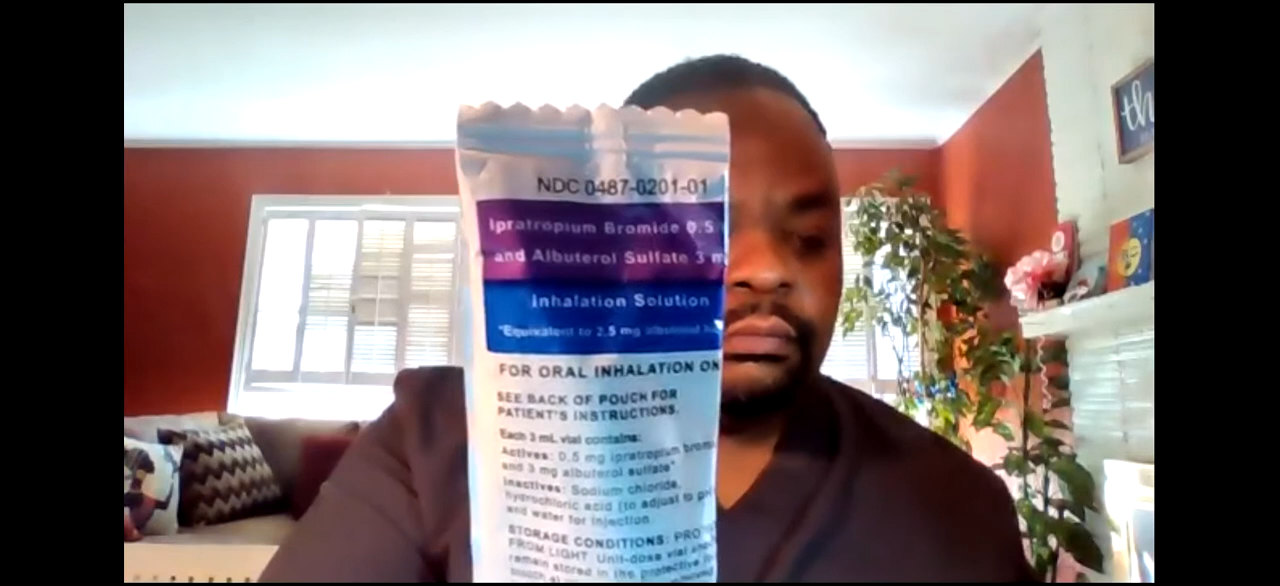 NDC 0487-0201-01
Ipratropium Bromide 0.5
and Albuterol Sulfate 3 m
Inhalation Solution
*Equivalent to 2.5 mg albuterol
FOR ORAL INHALATION ON
SEE BACK OF POUCH FOR
PATIENT'S INSTRUCTIONS.
Each 3 mL vial contains:
Actives: 0.5 mg ipratropium brom
and 3 mg albuterol sulfate*
Inactives: Sodium chloride,
hydrochloric acid (to adjust to pH
and water for injection
STORAGE CONDITIONS: PRO
FROM LIGHT. Unit-dose vial
remain stored in the protective
th